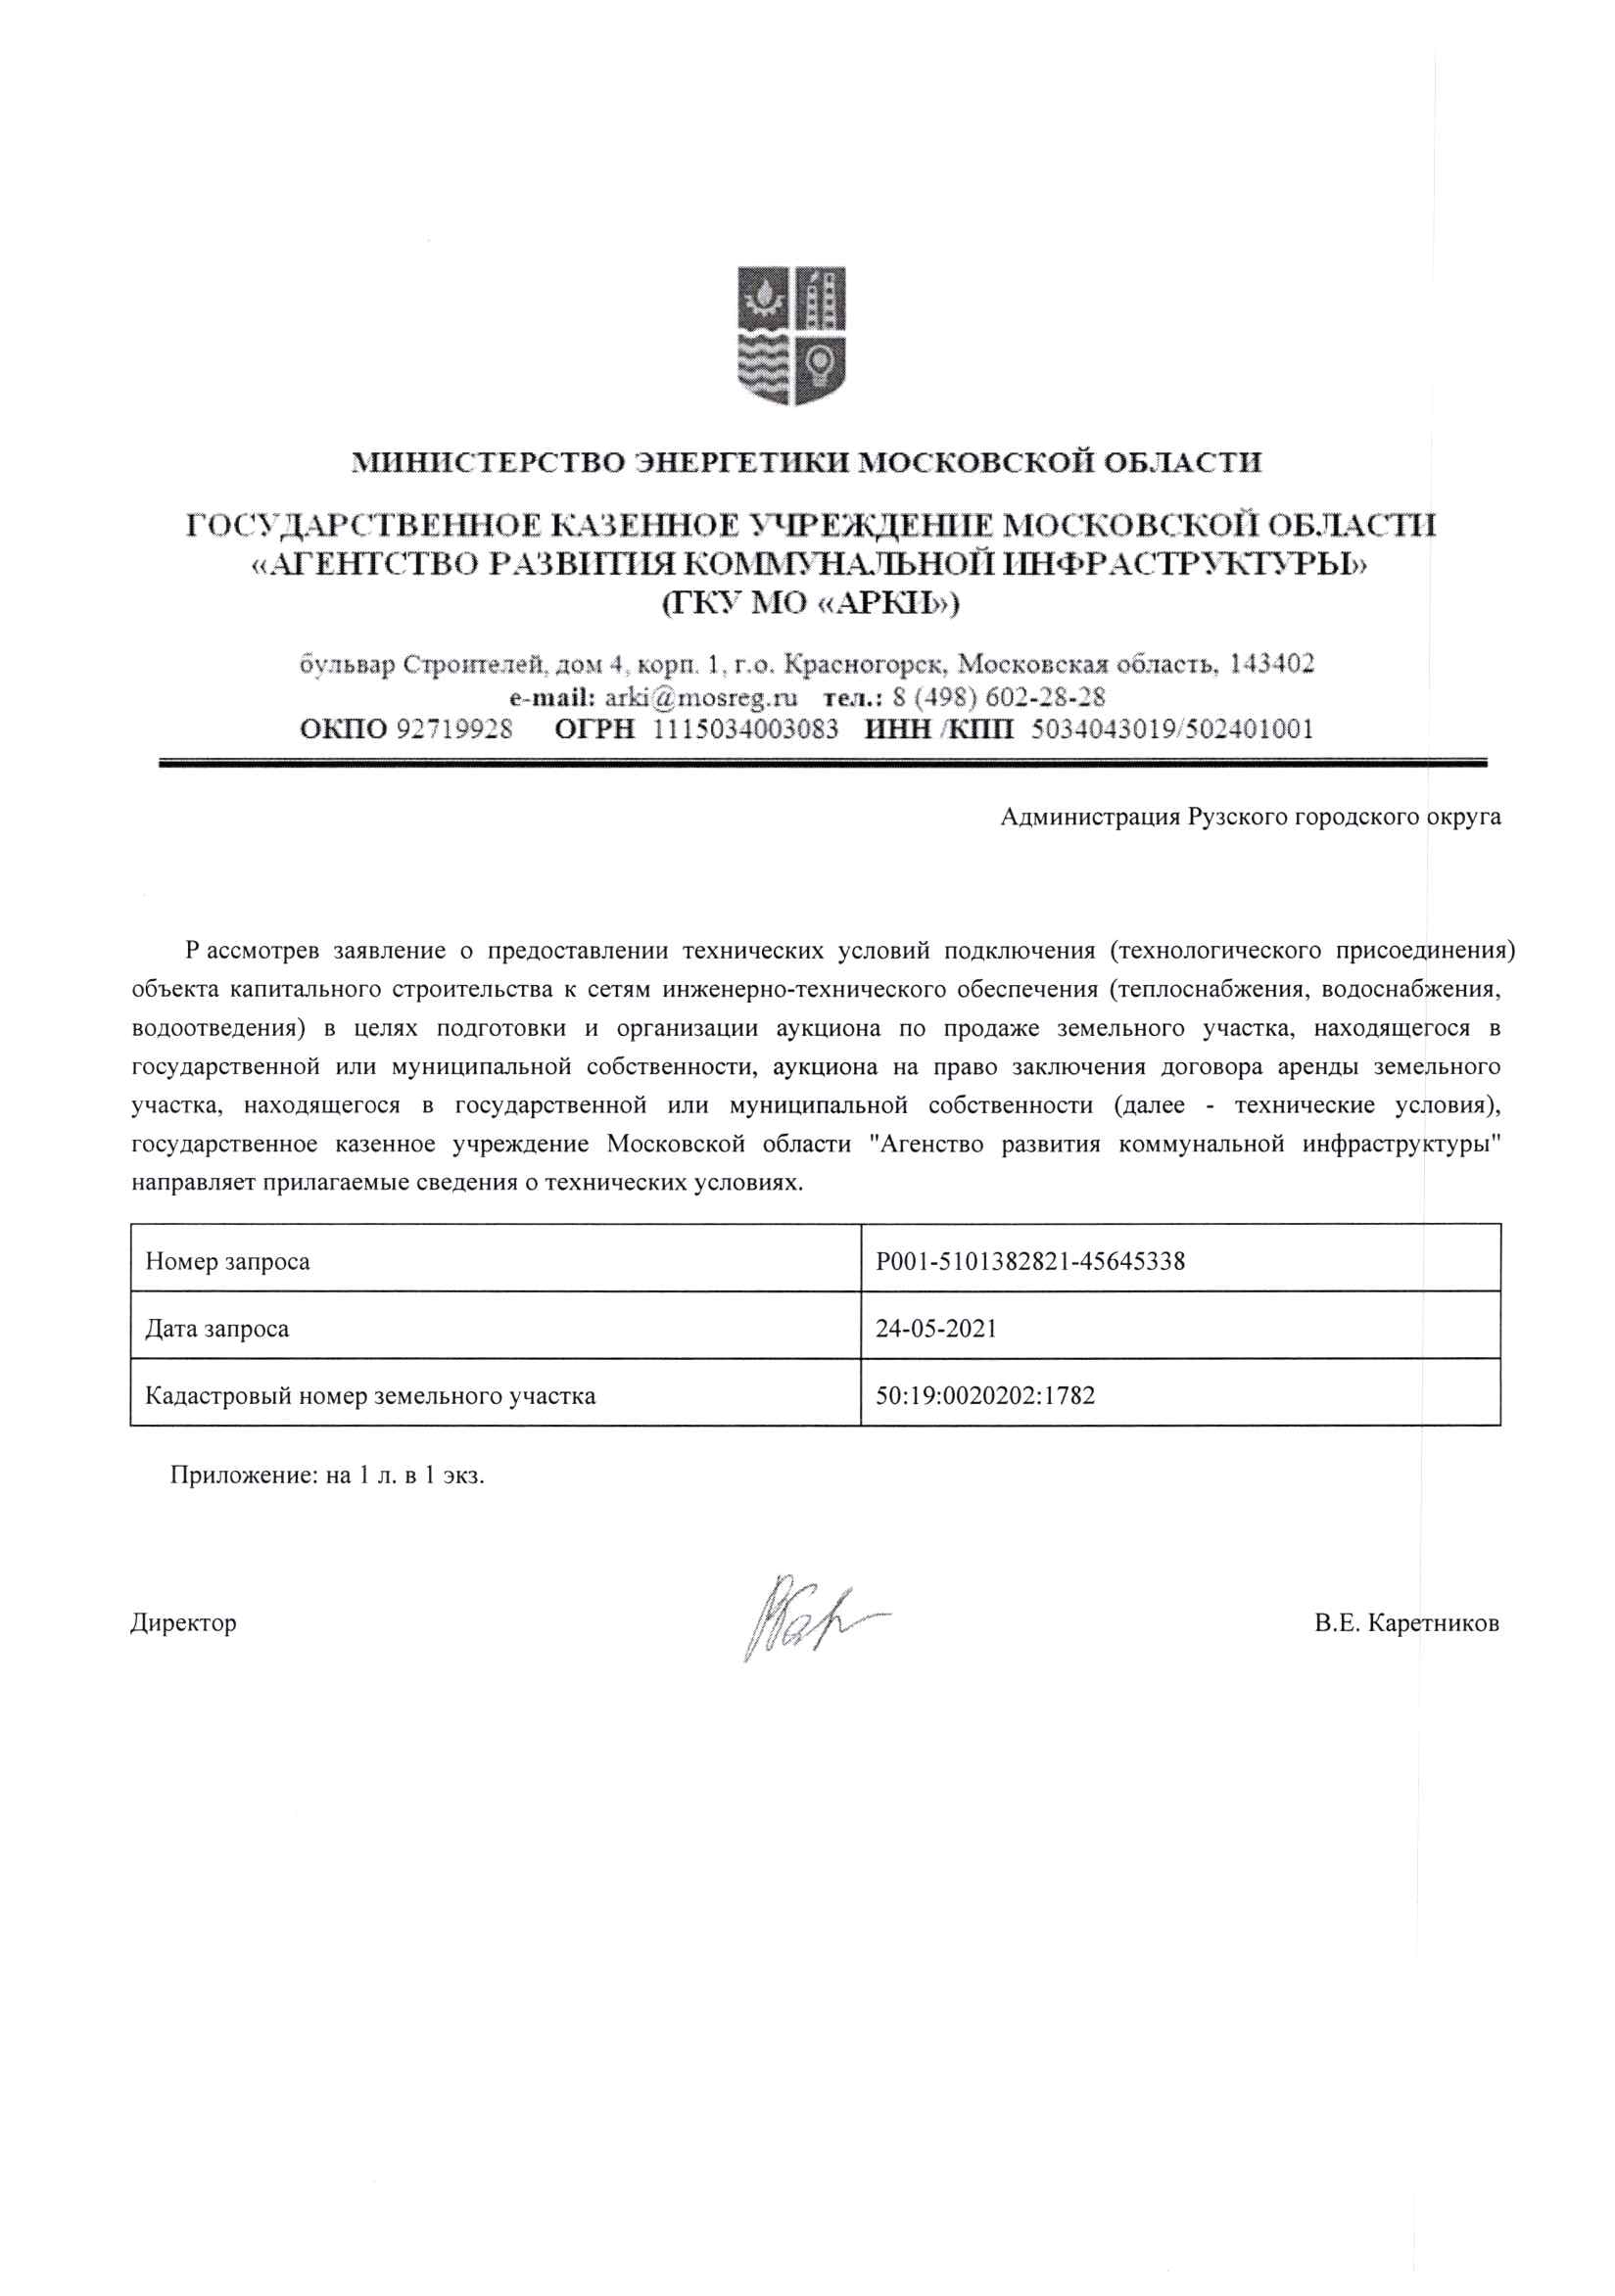 МИНИСТЕРСТВО ЭНЕРГЕТИКИ МОСКОВСКОЙ ОБЛАСТИ
ГОСУДАРСТВЕННОЕ КАЗЕННОЕ УЧРЕЖДЕНИЕ МОСКОВСКОЙ ОБЛАСТИ
«АГЕНТСТВО РАЗВИТИЯ КОММУНАЛЬНОЙ ИНФРАСТРУКТУРЫ»
(ГКУ МО «АРКИ»)
бульвар Строителей, дом 4, корп. 1, г.о. Красногорск, Московская область, 143402
e-mail: arki@mosreg.ru тел.: 8 (498) 602-28-28
ОКПО 92719928 ОГРН 1115034003083 ИНН /КПП 5034043019/502401001
Администрация Рузского городского округа
Р ассмотрев заявление о предоставлении технических условий подключения (технологического присоединения)
объекта капитального строительства к сетям инженерно-технического обеспечения (теплоснабжения, водоснабжения,
водоотведения) в целях подготовки и организации аукциона по продаже земельного участка, находящегося в
государственной или муниципальной собственности, аукциона на право заключения договора аренды земельного
участка, находящегося в государственной или муниципальной собственности (далее - технические условия),
государственное казенное учреждение Московской области "Агенство развития коммунальной инфраструктуры"
направляет прилагаемые сведения о технических условиях.
Номер запроса P001-5101382821-45645338
Дата запроса 24-05-2021
Кадастровый номер земельного участка 50:19:0020202:1782
Приложение: на 1 л. в 1 экз.
Директор В.Е. Каретников